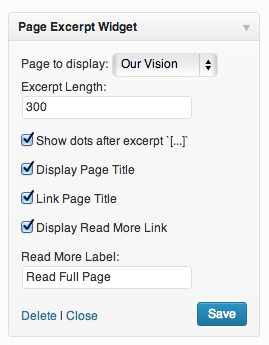 Page Excerpt Widget
Page to display: Our Vision
Excerpt Length:
300
Show dots after excerpt `[...]`
Display Page Title
Link Page Title
Display Read More Link
Read More Label:
Read Full Page
Delete | Close Save